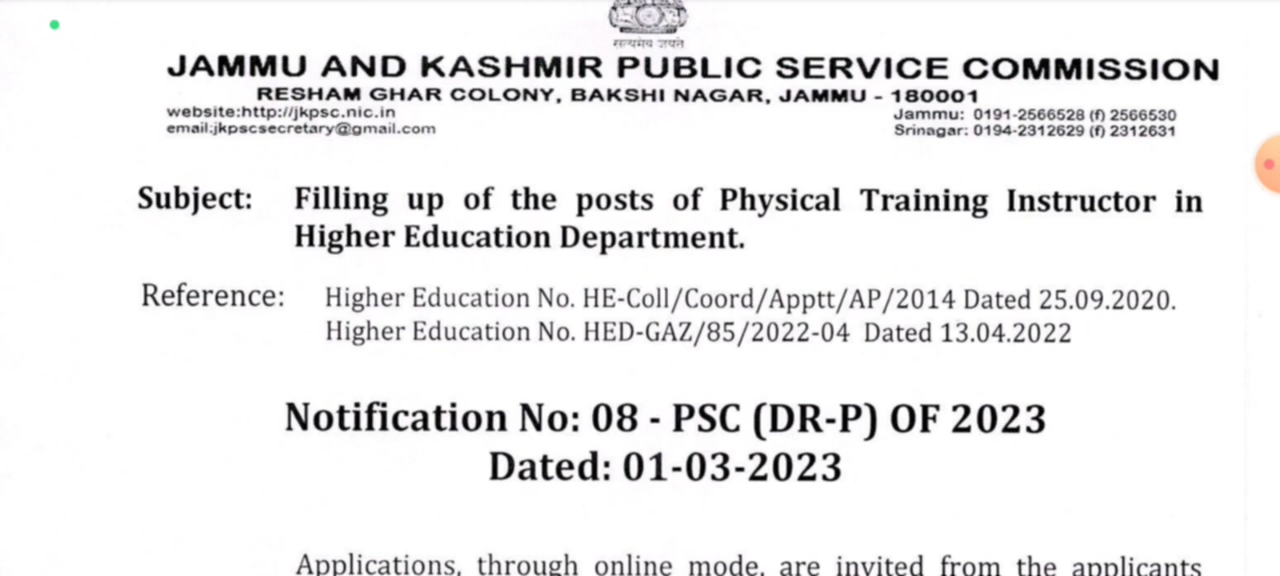 सत्यमेव जयते
JAMMU AND KASHMIR PUBLIC SERVICE COMMISSION
RESHAM GHAR COLONY, BAKSHI NAGAR, JAMMU - 180001
website:http://jkpsc.nic.in
email:jkpscsecretary@gmail.com
Jammu: 0191-2566528 (f) 2566530
Srinagar: 0194-2312629 (f) 2312631
Subject: Filling up of the posts of Physical Training Instructor in
Higher Education Department.
Reference: Higher Education No. HE-Coll/Coord/Apptt/AP/2014 Dated 25.09.2020.
Higher Education No. HED-GAZ/85/2022-04 Dated 13.04.2022
Notification No: 08 - PSC (DR-P) OF 2023
Dated: 01-03-2023
Applications, through online mode, are invited from the applicants